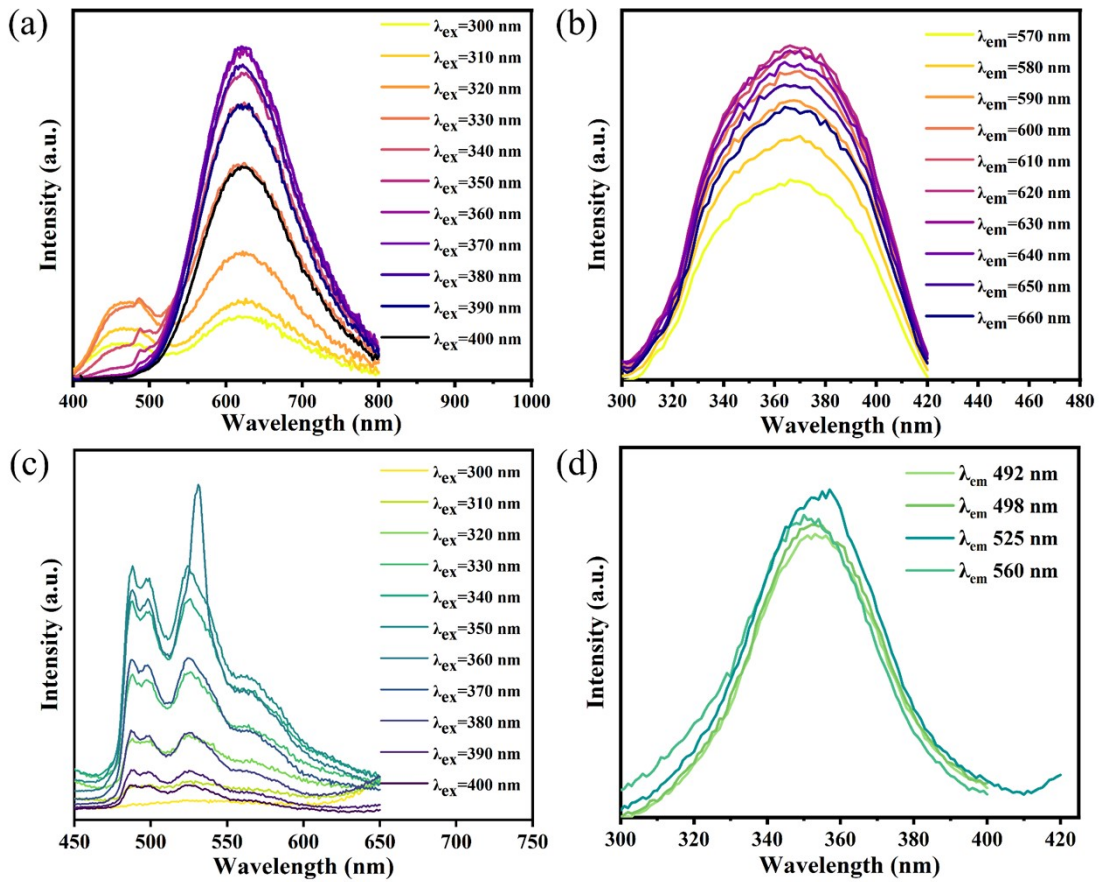 (a)
λex=300 nm
λex=310 nm
λex=320 nm
λex=330 nm
λex=340 nm
λex=350 nm
λex=360 nm
λex=370 nm
λex=380 nm
λex=390 nm
λex=400 nm
Intensity (a.u.)
400 500 600 700 800 900 1000
Wavelength (nm)
(b)
λem=570 nm
λem=580 nm
λem=590 nm
λem=600 nm
λem=610 nm
λem=620 nm
λem=630 nm
λem=640 nm
λem=650 nm
λem=660 nm
Intensity (a.u.)
300 320 340 360 380 400 420 440 460 480
Wavelength (nm)
(c)
λex=300 nm
λex=310 nm
λex=320 nm
λex=330 nm
λex=340 nm
λex=350 nm
λex=360 nm
λex=370 nm
λex=380 nm
λex=390 nm
λex=400 nm
Intensity (a.u.)
450 500 550 600 650 700 750
Wavelength (nm)
(d)
λem 492 nm
λem 498 nm
λem 525 nm
λem 560 nm
Intensity (a.u.)
300 320 340 360 380 400 420
Wavelength (nm)